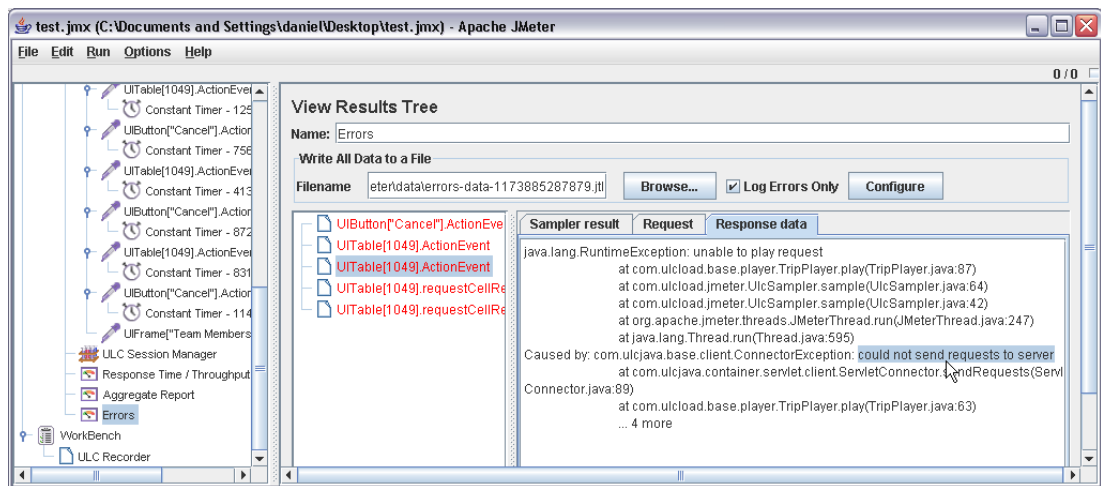 test.jmx (C:\Documents and Settings\daniel\Desktop\test.jmx) - Apache JMeter
File Edit Run Options Help
0 / 0
UITable[1049].ActionEve
Constant Timer - 125
UIButton["Cancel"].Action
Constant Timer - 756
UITable[1049].ActionEve
Constant Timer - 413
UIButton["Cancel"].Action
Constant Timer - 872
UITable[1049].ActionEve
Constant Timer - 831
UIButton["Cancel"].Action
Constant Timer - 114
UIFrame["Team Members
ULC Session Manager
Response Time / Throughput
Aggregate Report
Errors
WorkBench
ULC Recorder
View Results Tree
Name: Errors
Write All Data to a File
Filename eter\data\errors-data-1173885287879.jtl Browse... Log Errors Only Configure
UIButton["Cancel"].ActionEve
UITable[1049].ActionEvent
UITable[1049].ActionEvent
UITable[1049].requestCellRe
UITable[1049].requestCellRe
Sampler result Request Response data
java.lang.RuntimeException: unable to play request
at com.ulcload.base.player.TripPlayer.play(TripPlayer.java:87)
at com.ulcload.jmeter.UlcSampler.sample(UlcSampler.java:64)
at com.ulcload.jmeter.UlcSampler.sample(UlcSampler.java:42)
at org.apache.jmeter.threads.JMeterThread.run(JMeterThread.java:247)
at java.lang.Thread.run(Thread.java:595)
Caused by: com.ulcjava.base.client.ConnectorException: could not send requests to server
at com.ulcjava.container.servlet.client.ServletConnector.sendRequests(Servl
Connector.java:89)
at com.ulcload.base.player.TripPlayer.play(TripPlayer.java:63)
... 4 more